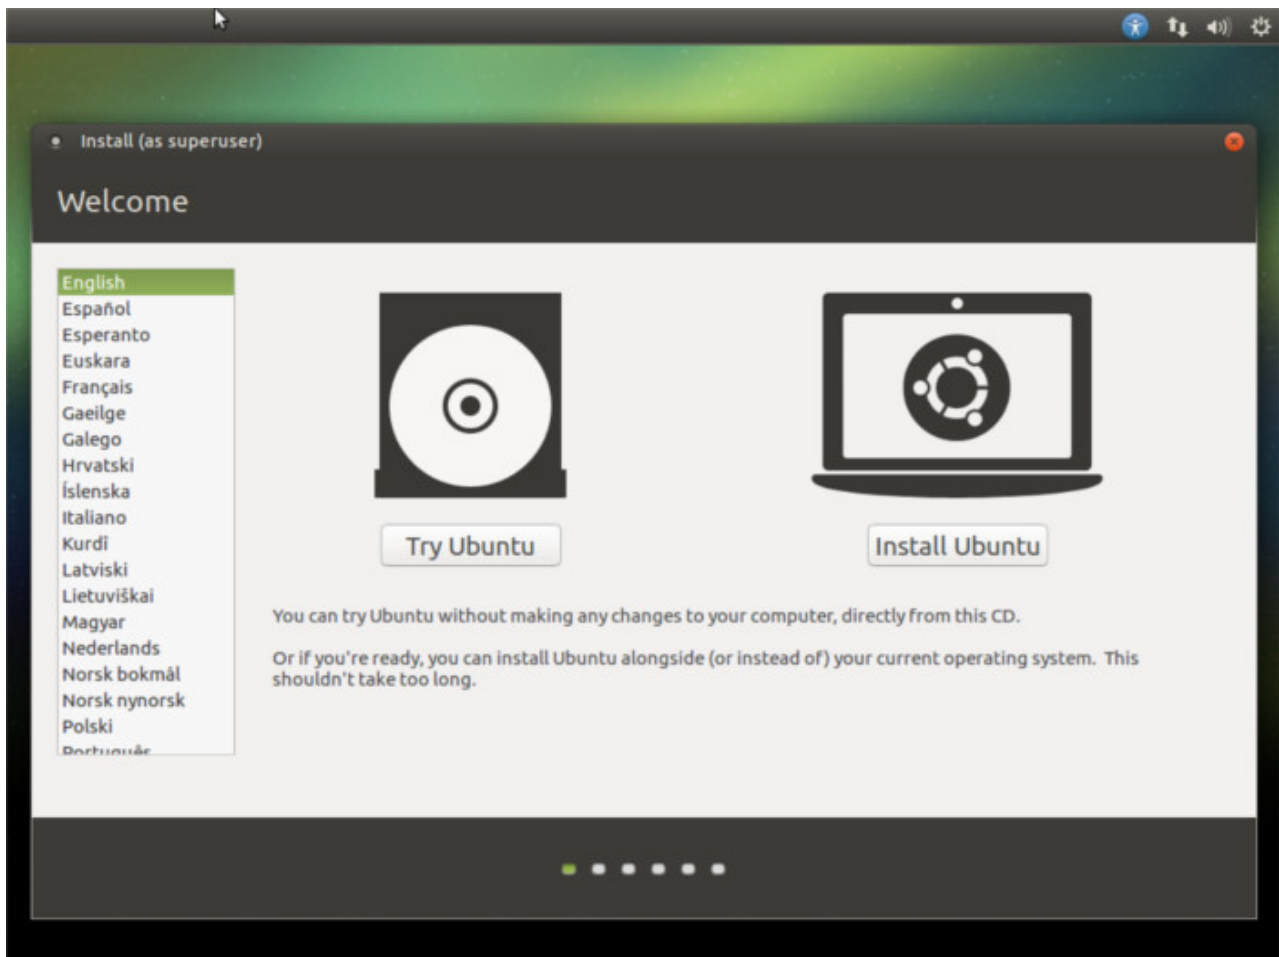 Install (as superuser)
Welcome
English
Español
Esperanto
Euskara
Français
Gaeilge
Galego
Hrvatski
Íslenska
Italiano
Kurdî
Latviski
Lietuviškai
Magyar
Nederlands
Norsk bokmål
Norsk nynorsk
Polski
Português
Try Ubuntu
Install Ubuntu
You can try Ubuntu without making any changes to your computer, directly from this CD.
Or if you're ready, you can install Ubuntu alongside (or instead of) your current operating system.  This
shouldn't take too long.